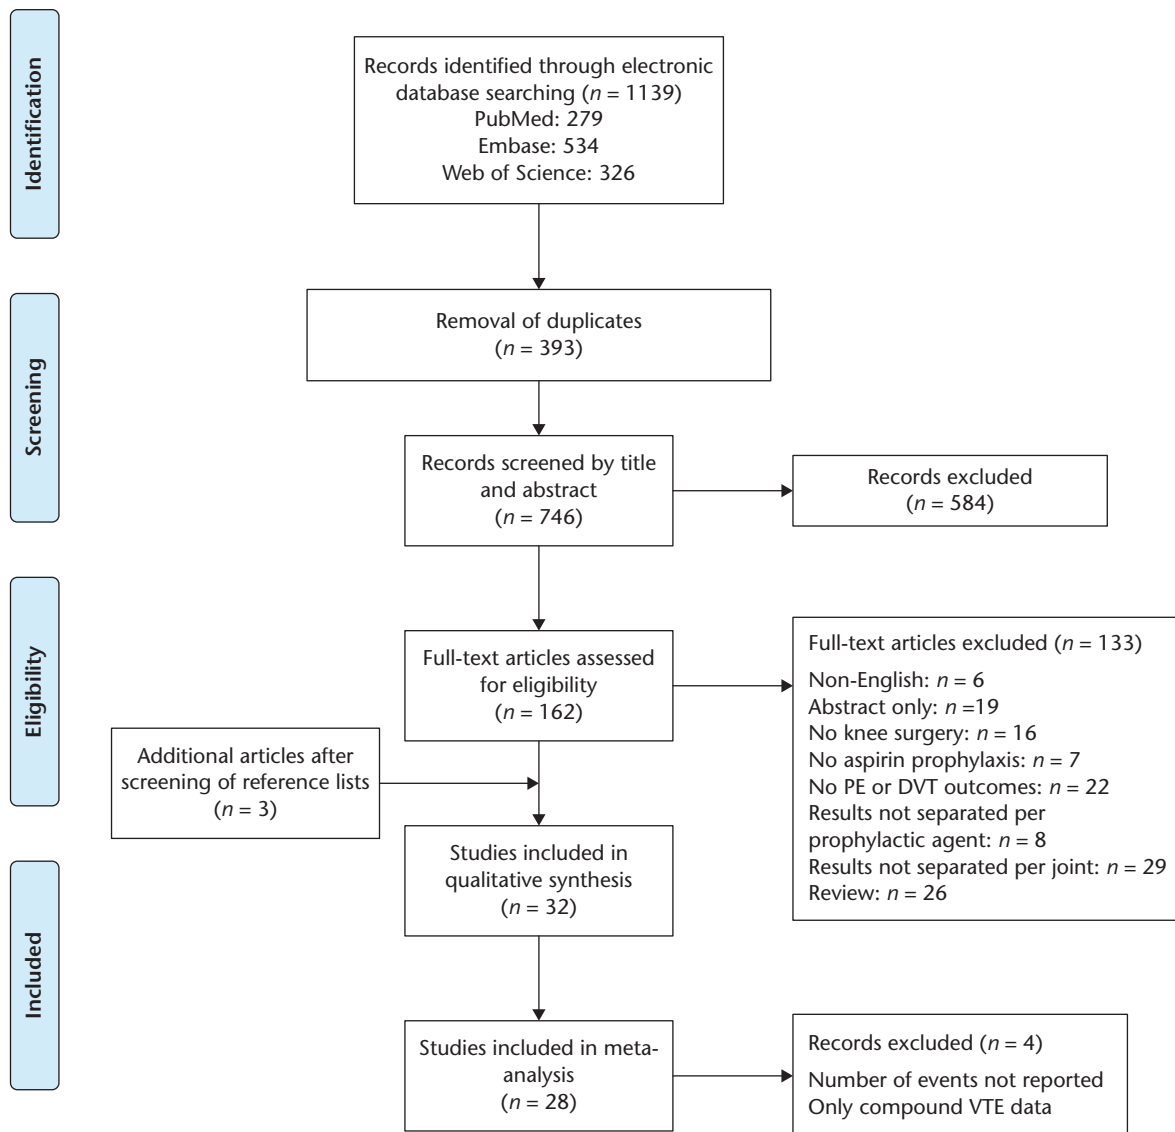 Identification
Records identified through electronic
database searching (n = 1139)
PubMed: 279
Embase: 534
Web of Science: 326
Screening
Removal of duplicates
(n = 393)
Records screened by title
and abstract
(n = 746)
Records excluded
(n = 584)
Eligibility
Full-text articles assessed
for eligibility
(n = 162)
Full-text articles excluded (n = 133)
Non-English: n = 6
Abstract only: n =19
No knee surgery: n = 16
No aspirin prophylaxis: n = 7
No PE or DVT outcomes: n = 22
Results not separated per
prophylactic agent: n = 8
Results not separated per joint: n = 29
Review: n = 26
Additional articles after
screening of reference lists
(n = 3)
Included
Studies included in
qualitative synthesis
(n = 32)
Studies included in meta-
analysis
(n = 28)
Records excluded (n = 4)
Number of events not reported
Only compound VTE data